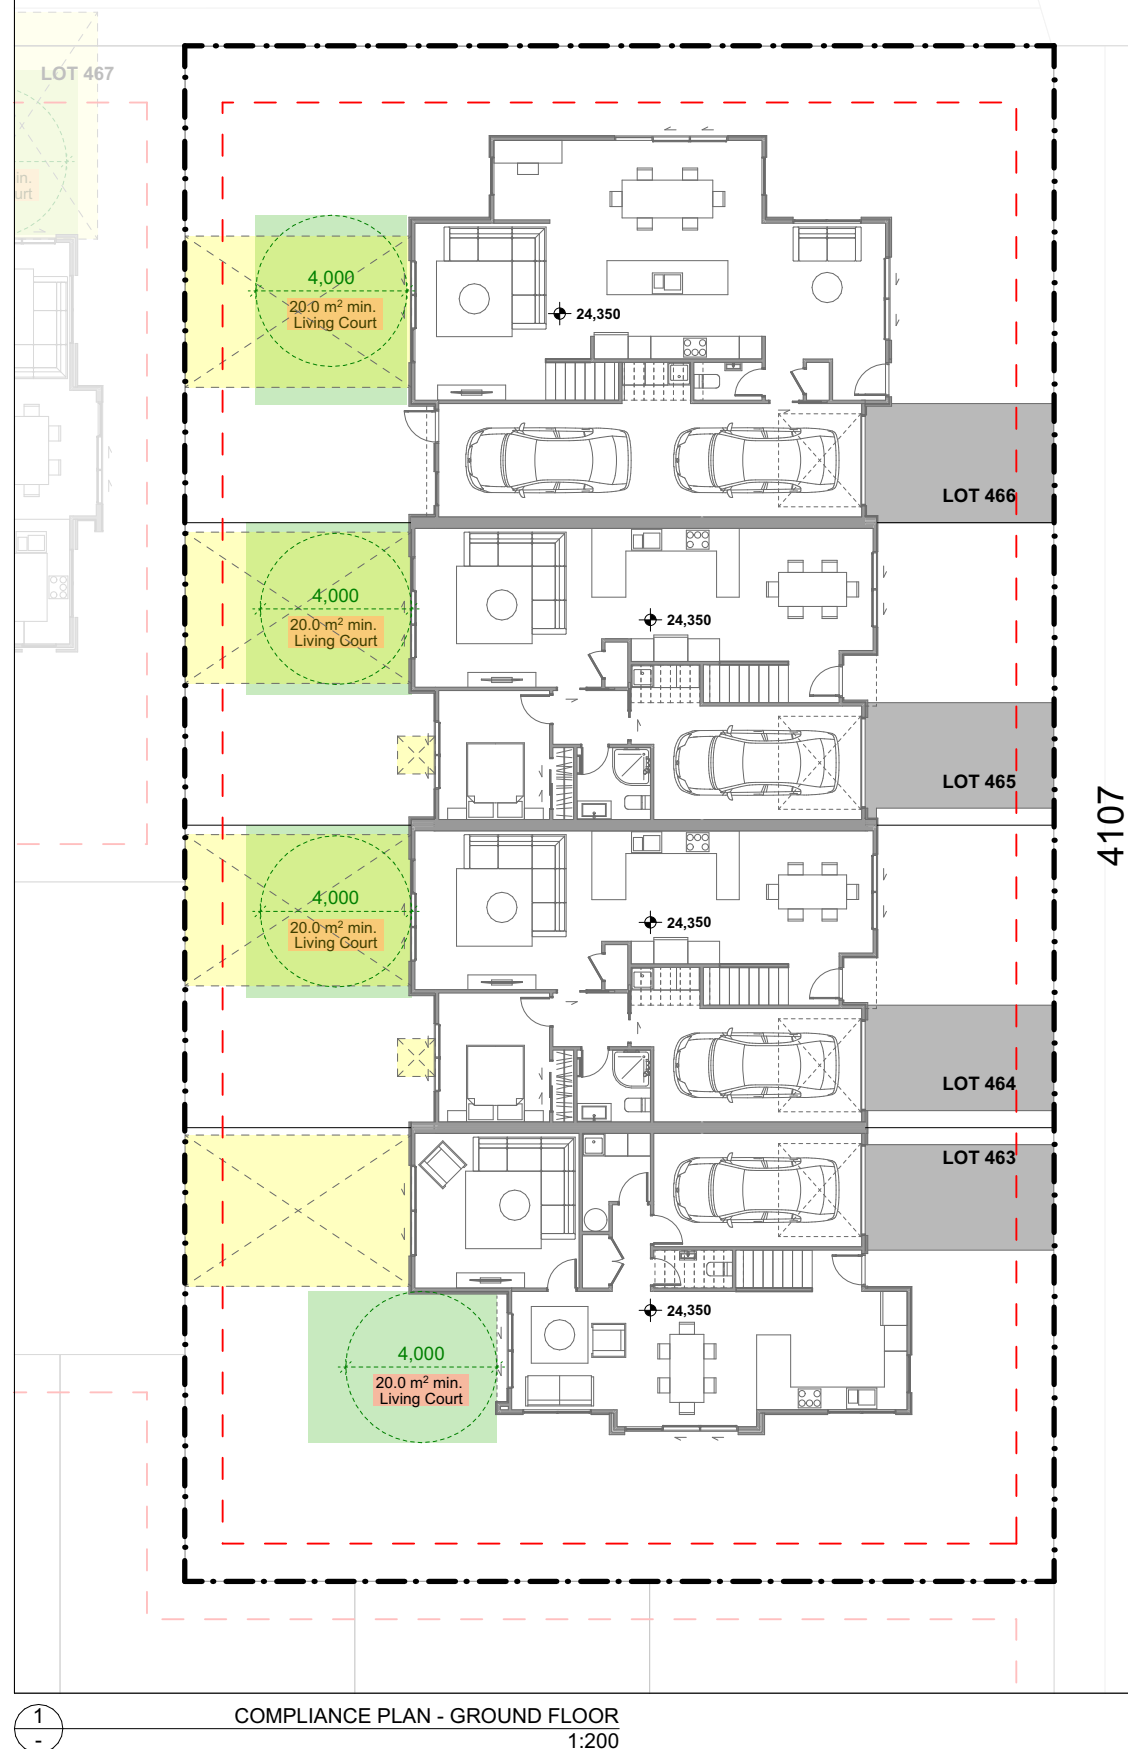 LOT 467
in.
urt
4,000
20.0 m² min.
Living Court
24,350
LOT 466
4,000
20.0 m² min.
Living Court
24,350
LOT 465
4107
4,000
20.0 m² min.
Living Court
24,350
LOT 464
LOT 463
24,350
4,000
20.0 m² min.
Living Court
1
-
COMPLIANCE PLAN - GROUND FLOOR
1:200